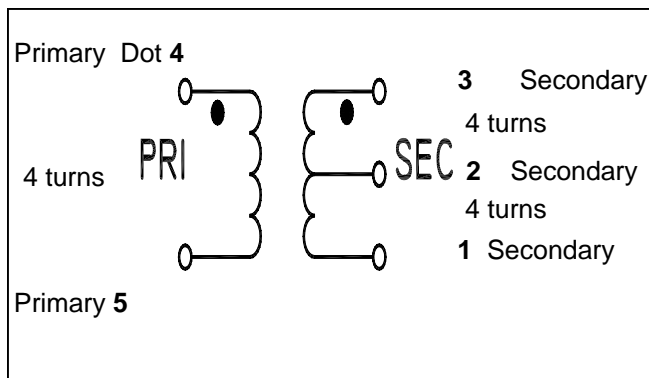 Primary Dot 4
3 Secondary
4 turns
4 turns
PRI
SEC
2 Secondary
4 turns
1 Secondary
Primary 5